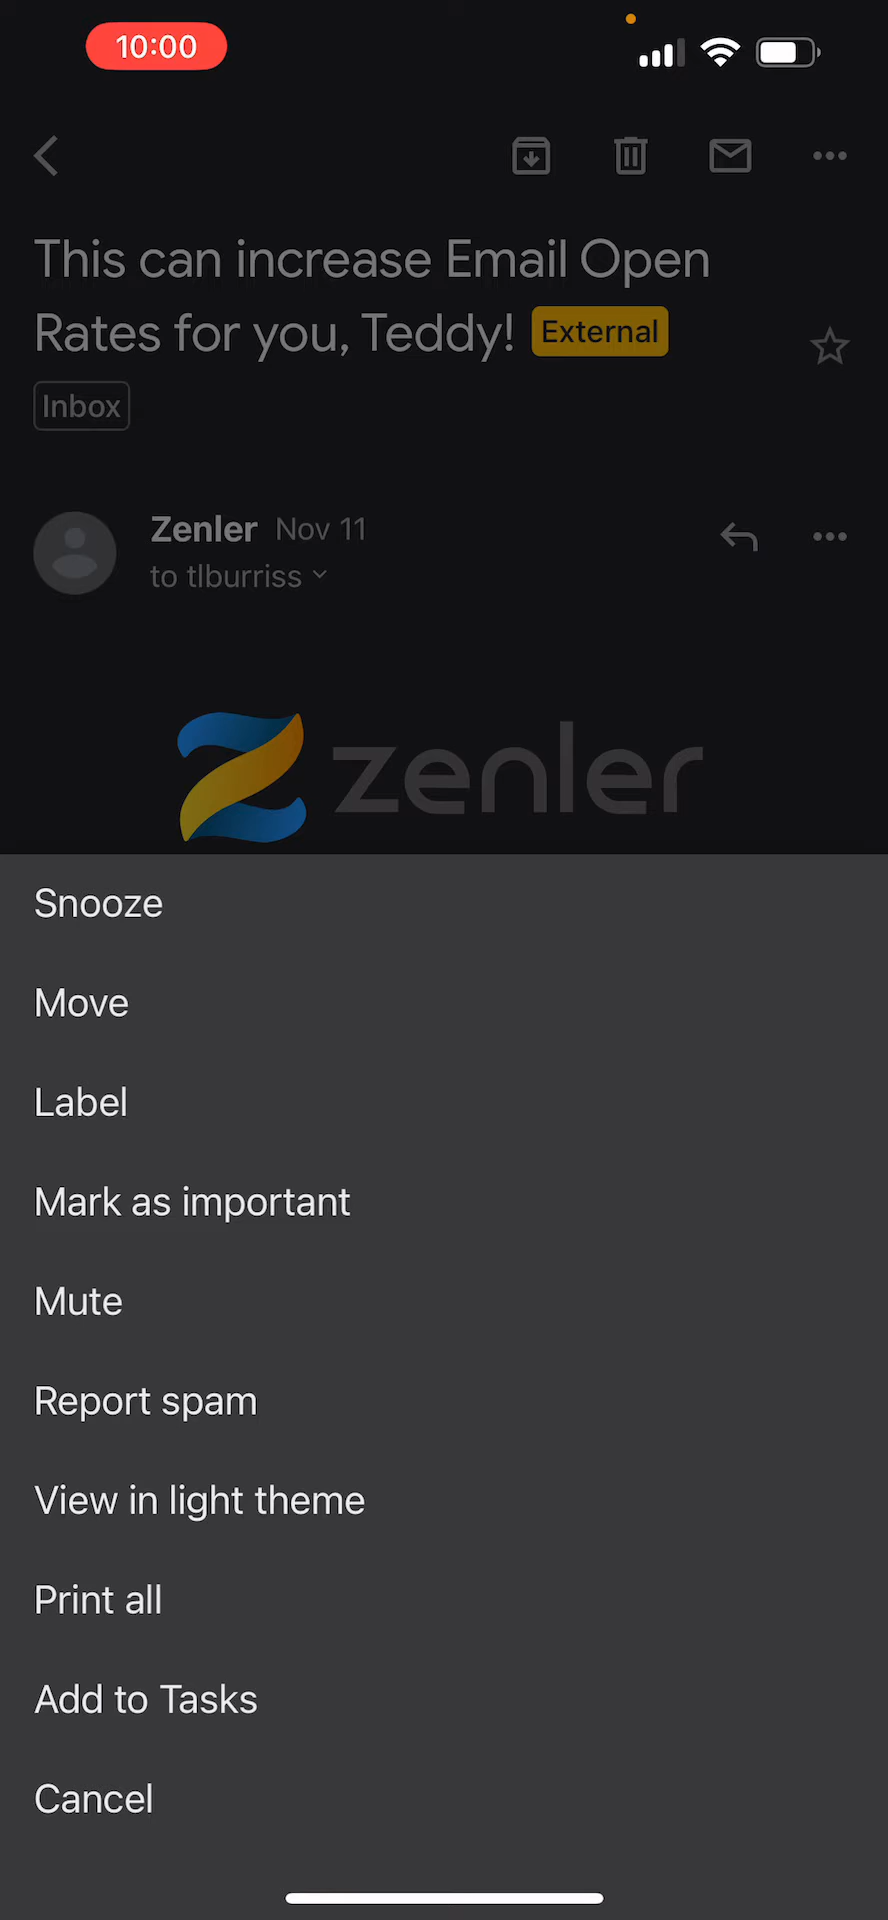 10:00
This can increase Email Open
Rates for you, Teddy! External
Inbox
Zenler Nov 11
to tlburriss
zenler
Snooze
Move
Label
Mark as important
Mute
Report spam
View in light theme
Print all
Add to Tasks
Cancel